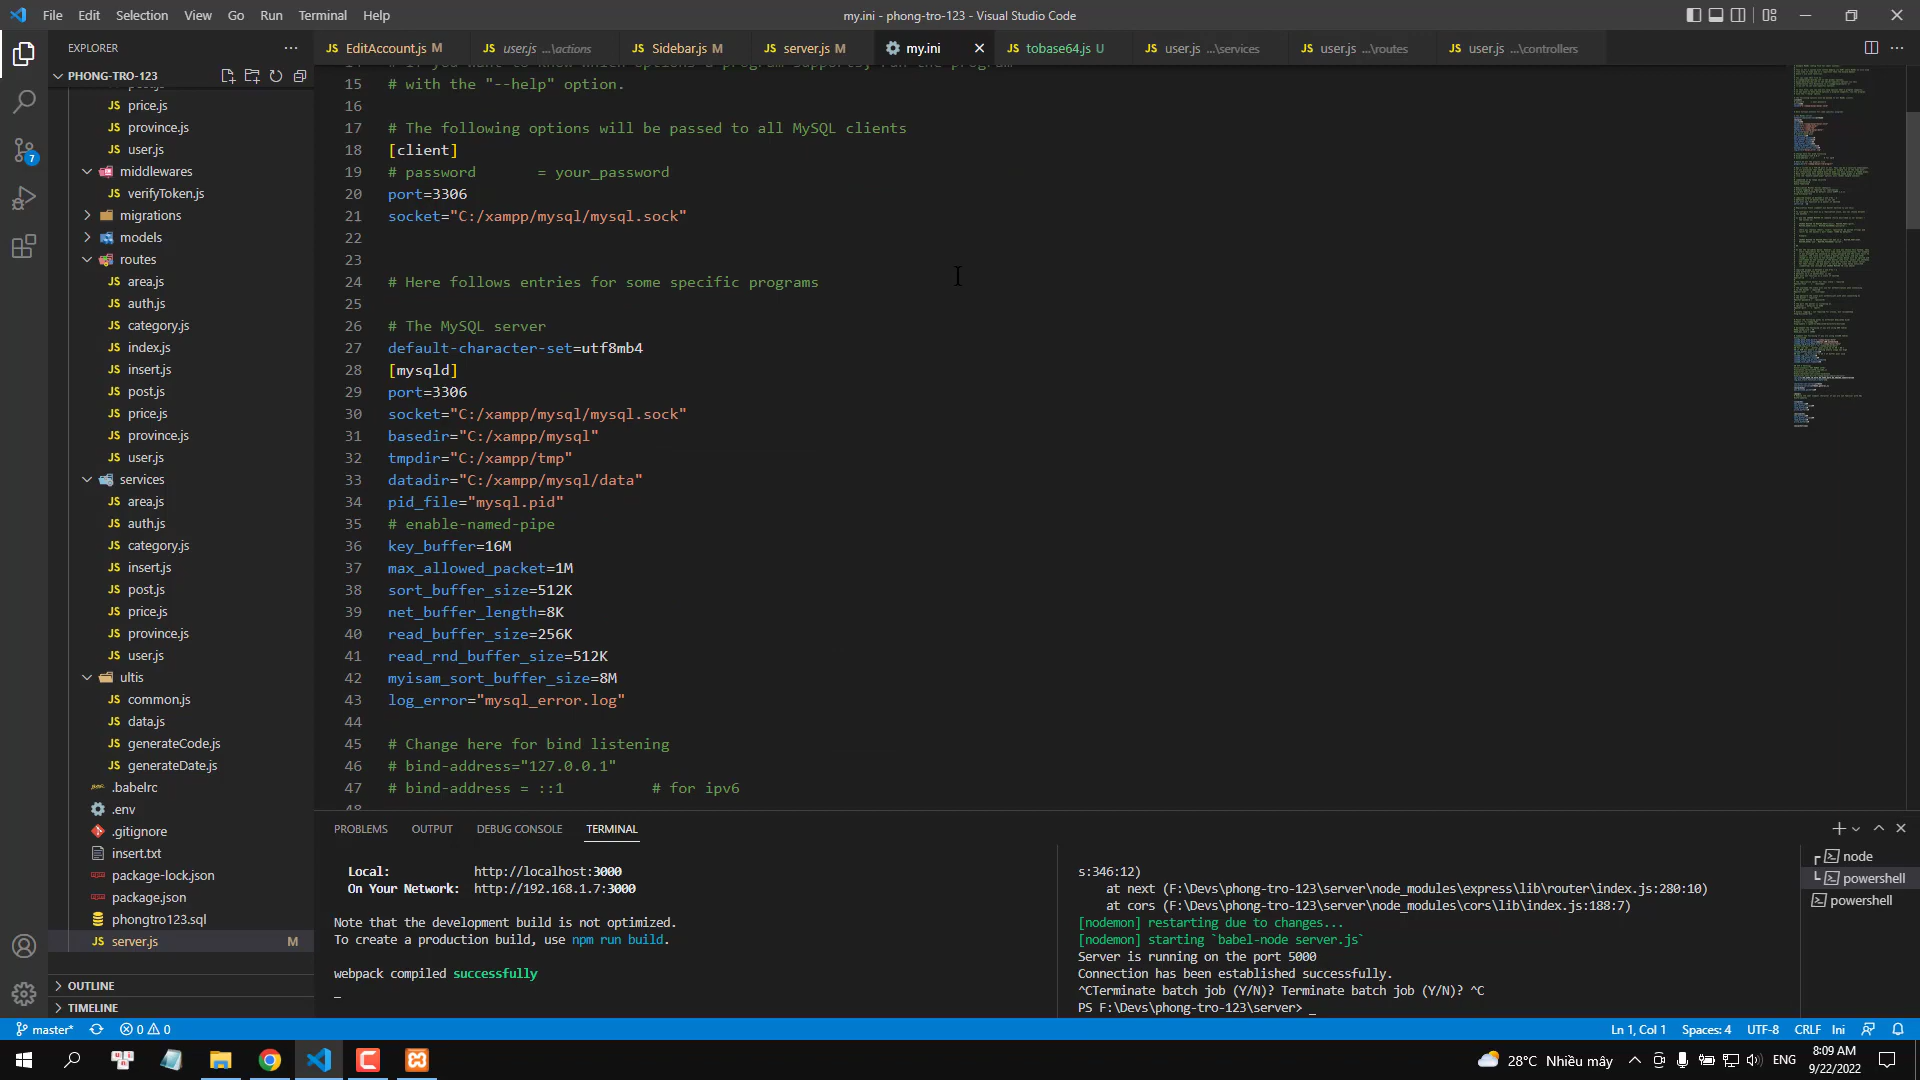 File Edit Selection View Go Run Terminal Help
my.ini - phong-tro-123 - Visual Studio Code
EXPLORER
EditAccount.js M
user.js ...\actions
Sidebar.js M
server.js M
my.ini
tobase64.js U
user.js ...\services
user.js ...\routes
user.js ...\controllers
PHONG-TRO-123
price.js
province.js
user.js
middlewares
verifyToken.js
migrations
models
routes
area.js
auth.js
category.js
index.js
insert.js
post.js
price.js
province.js
user.js
services
area.js
auth.js
category.js
insert.js
post.js
price.js
province.js
user.js
ultis
common.js
data.js
generateCode.js
generateDate.js
.babelrc
.env
.gitignore
insert.txt
package-lock.json
package.json
phongtro123.sql
server.js M
OUTLINE
TIMELINE
7
15 # with the "--help" option.
16
17 # The following options will be passed to all MySQL clients
18 [client]
19 # password       = your_password
20 port=3306
21 socket="C:/xampp/mysql/mysql.sock"
22
23
24 # Here follows entries for some specific programs
25
26 # The MySQL server
27 default-character-set=utf8mb4
28 [mysqld]
29 port=3306
30 socket="C:/xampp/mysql/mysql.sock"
31 basedir="C:/xampp/mysql"
32 tmpdir="C:/xampp/tmp"
33 datadir="C:/xampp/mysql/data"
34 pid_file="mysql.pid"
35 # enable-named-pipe
36 key_buffer=16M
37 max_allowed_packet=1M
38 sort_buffer_size=512K
39 net_buffer_length=8K
40 read_buffer_size=256K
41 read_rnd_buffer_size=512K
42 myisam_sort_buffer_size=8M
43 log_error="mysql_error.log"
44
45 # Change here for bind listening
46 # bind-address="127.0.0.1"
47 # bind-address = ::1          # for ipv6
PROBLEMS OUTPUT DEBUG CONSOLE TERMINAL
Local:            http://localhost:3000
On Your Network:  http://192.168.1.7:3000
Note that the development build is not optimized.
To create a production build, use npm run build.
webpack compiled successfully
s:346:12)
at next (F:\Devs\phong-tro-123\server\node_modules\express\lib\router\index.js:280:10)
at cors (F:\Devs\phong-tro-123\server\node_modules\cors\lib\index.js:188:7)
[nodemon] restarting due to changes...
[nodemon] starting `babel-node server.js`
Server is running on the port 5000
Connection has been established successfully.
^CTerminate batch job (Y/N)? Terminate batch job (Y/N)? ^C
PS F:\Devs\phong-tro-123\server> _
node
powershell
powershell
master* 0 0
Ln 1, Col 1 Spaces: 4 UTF-8 CRLF Ini
28°C Nhiều mây
ENG
8:09 AM
9/22/2022